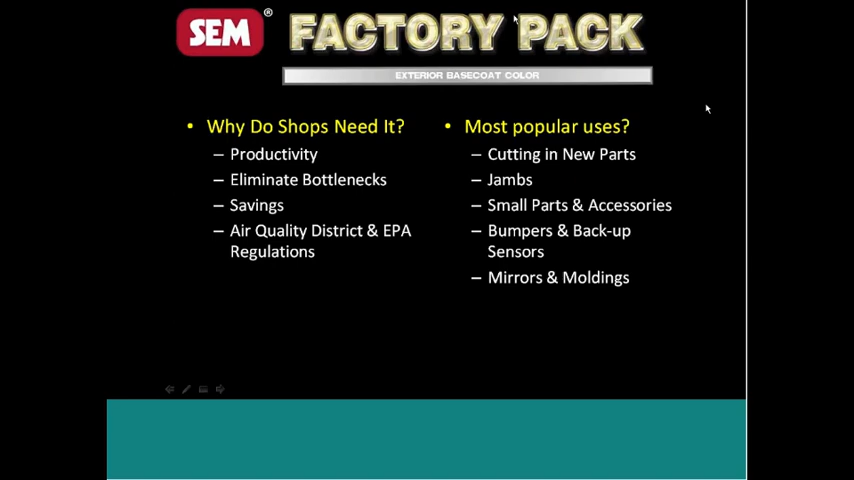 SEM®
FACTORY PACK
EXTERIOR BASECOAT COLOR
• Why Do Shops Need It?
– Productivity
– Eliminate Bottlenecks
– Savings
– Air Quality District & EPA
Regulations
• Most popular uses?
– Cutting in New Parts
– Jambs
– Small Parts & Accessories
– Bumpers & Back-up
Sensors
– Mirrors & Moldings